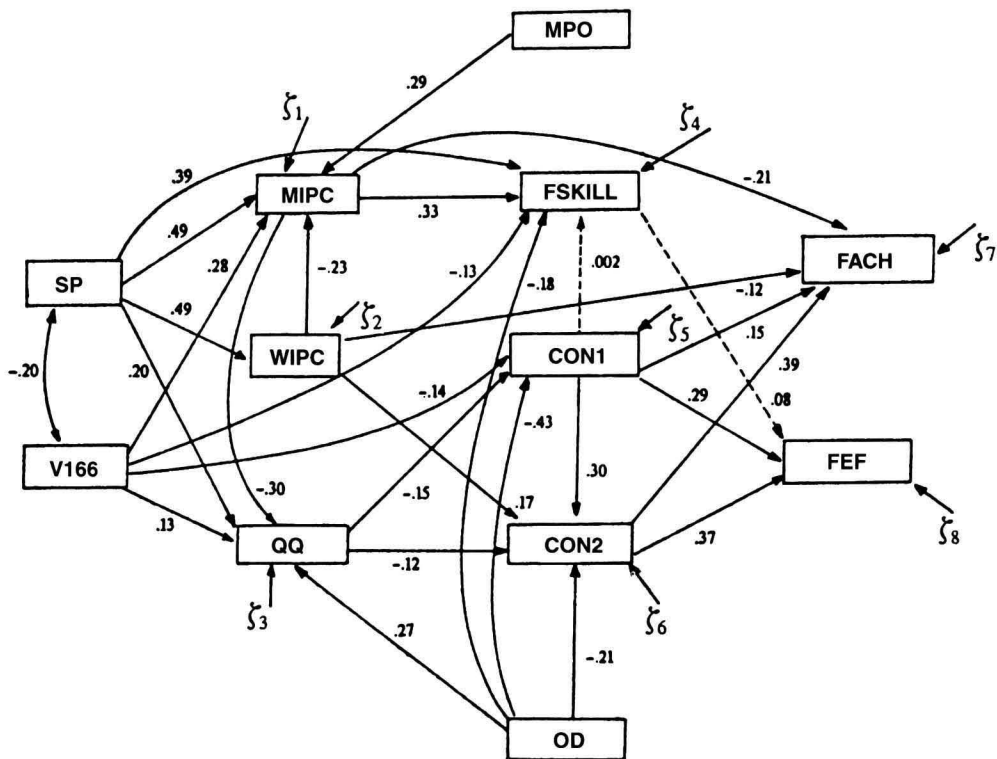 MPO
.29
ζ1
ζ4
.39
MIPC
FSKILL
-.21
.33
.49
ζ7
FACH
.28
-.13
.002
SP
-.23
-.18
-.12
.49
ζ2
ζ5
WIPC
CON1
.15
-.20
.20
.39
-.14
.29
.08
-.43
V166
FEF
-.30
.30
-.15
.17
.13
QQ
CON2
.37
-.12
ζ8
ζ3
ζ6
.27
-.21
OD